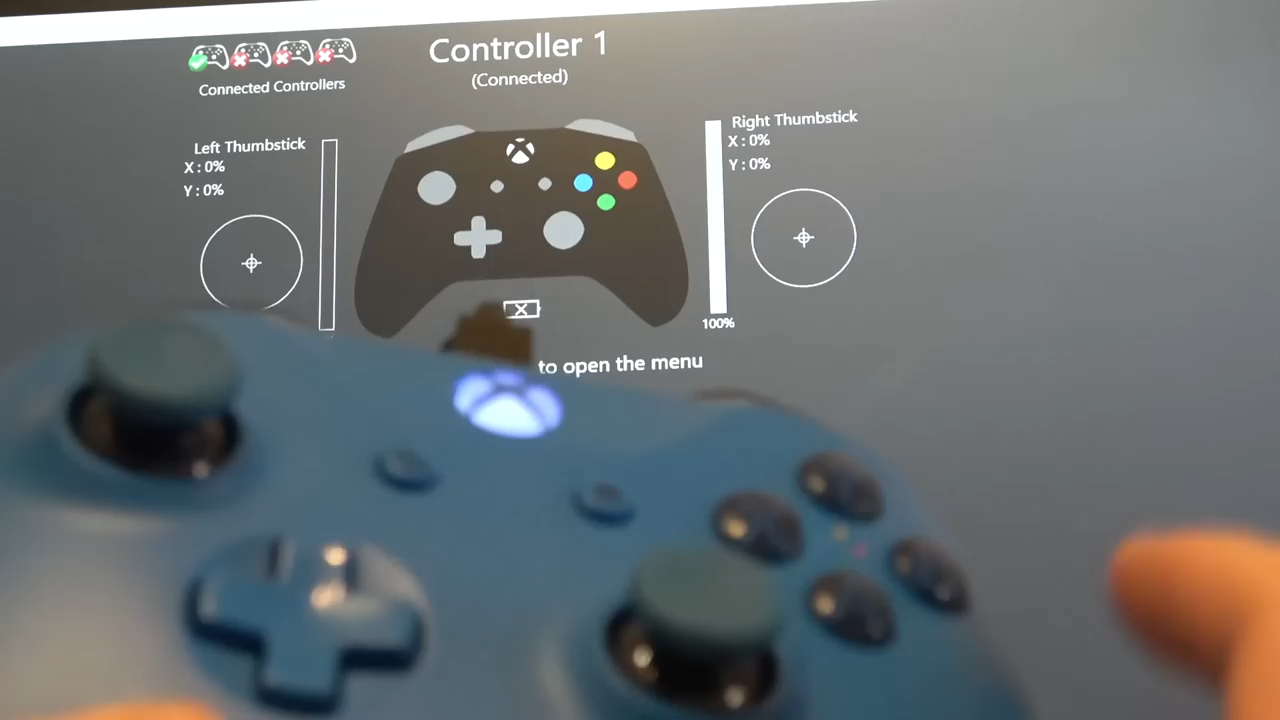 Controller 1
(Connected)
Connected Controllers
Left Thumbstick
X : 0%
Y : 0%
Right Thumbstick
X : 0%
Y : 0%
100%
to open the menu